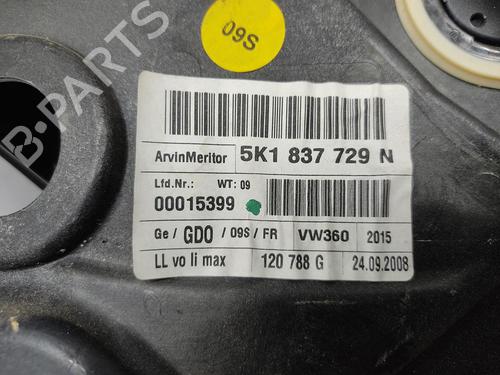 B-PARTS
09S
ArvinMeritor 5K1 837 729 N
Lfd.Nr.: WT: 09
00015399
Ge / GDO / 09S / FR VW360 2015
LL vo li max 120 788 G 24.09.2008